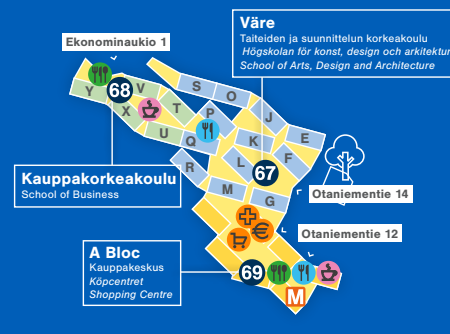 Väre
Taiteiden ja suunnittelun korkeakoulu
Högskolan för konst, design och arkitektur
School of Arts, Design and Architecture
Ekonominaukio 1
Y
68
V
X
T
U
S
O
P
Q
R
J
K
E
L
F
67
M
G
Kauppakorkeakoulu
School of Business
Otaniementie 14
Otaniementie 12
A Bloc
Kauppakeskus
Köpcentret
Shopping Centre
€
69
M